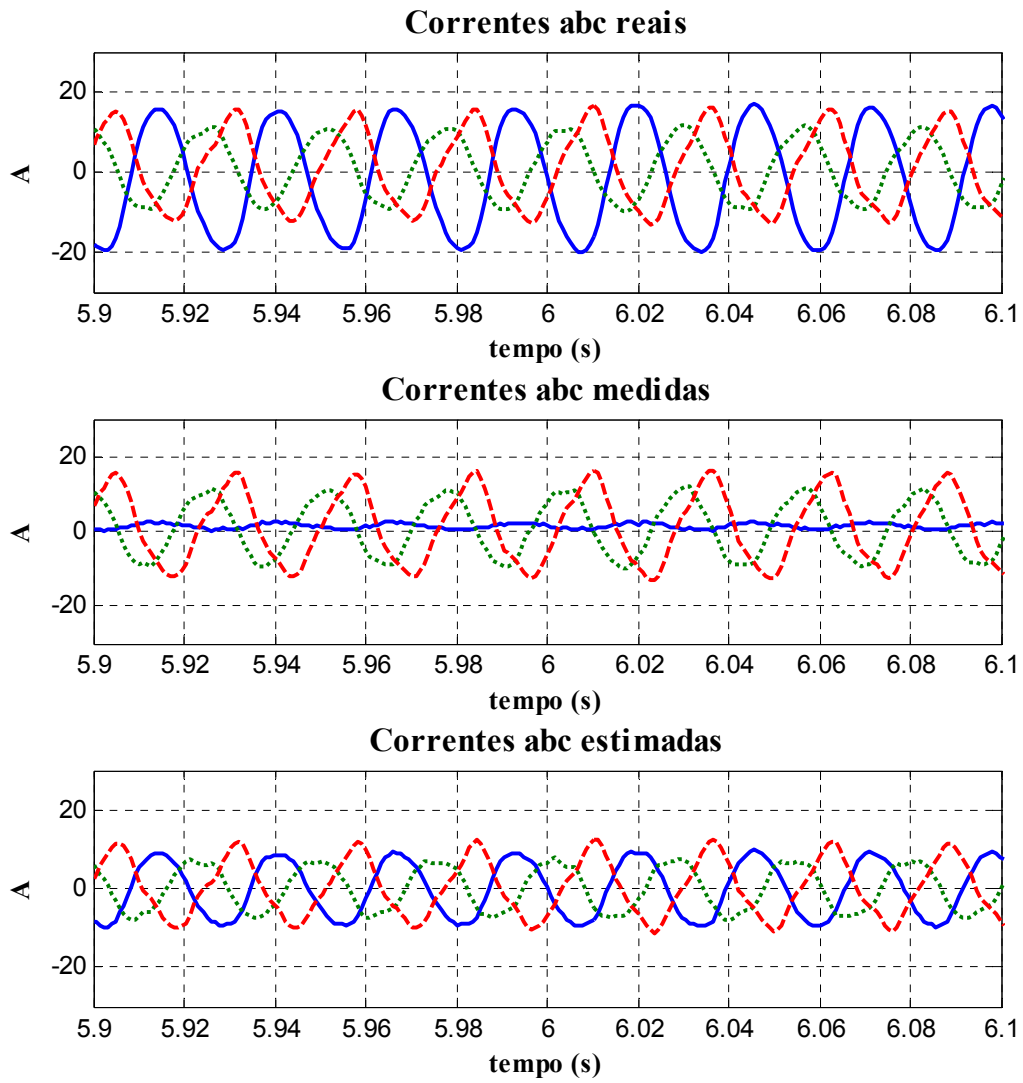 Correntes abc reais
20
0
-20
A
5.9 5.92 5.94 5.96 5.98 6 6.02 6.04 6.06 6.08 6.1
tempo (s)
Correntes abc medidas
20
0
-20
A
5.9 5.92 5.94 5.96 5.98 6 6.02 6.04 6.06 6.08 6.1
tempo (s)
Correntes abc estimadas
20
0
-20
A
5.9 5.92 5.94 5.96 5.98 6 6.02 6.04 6.06 6.08 6.1
tempo (s)